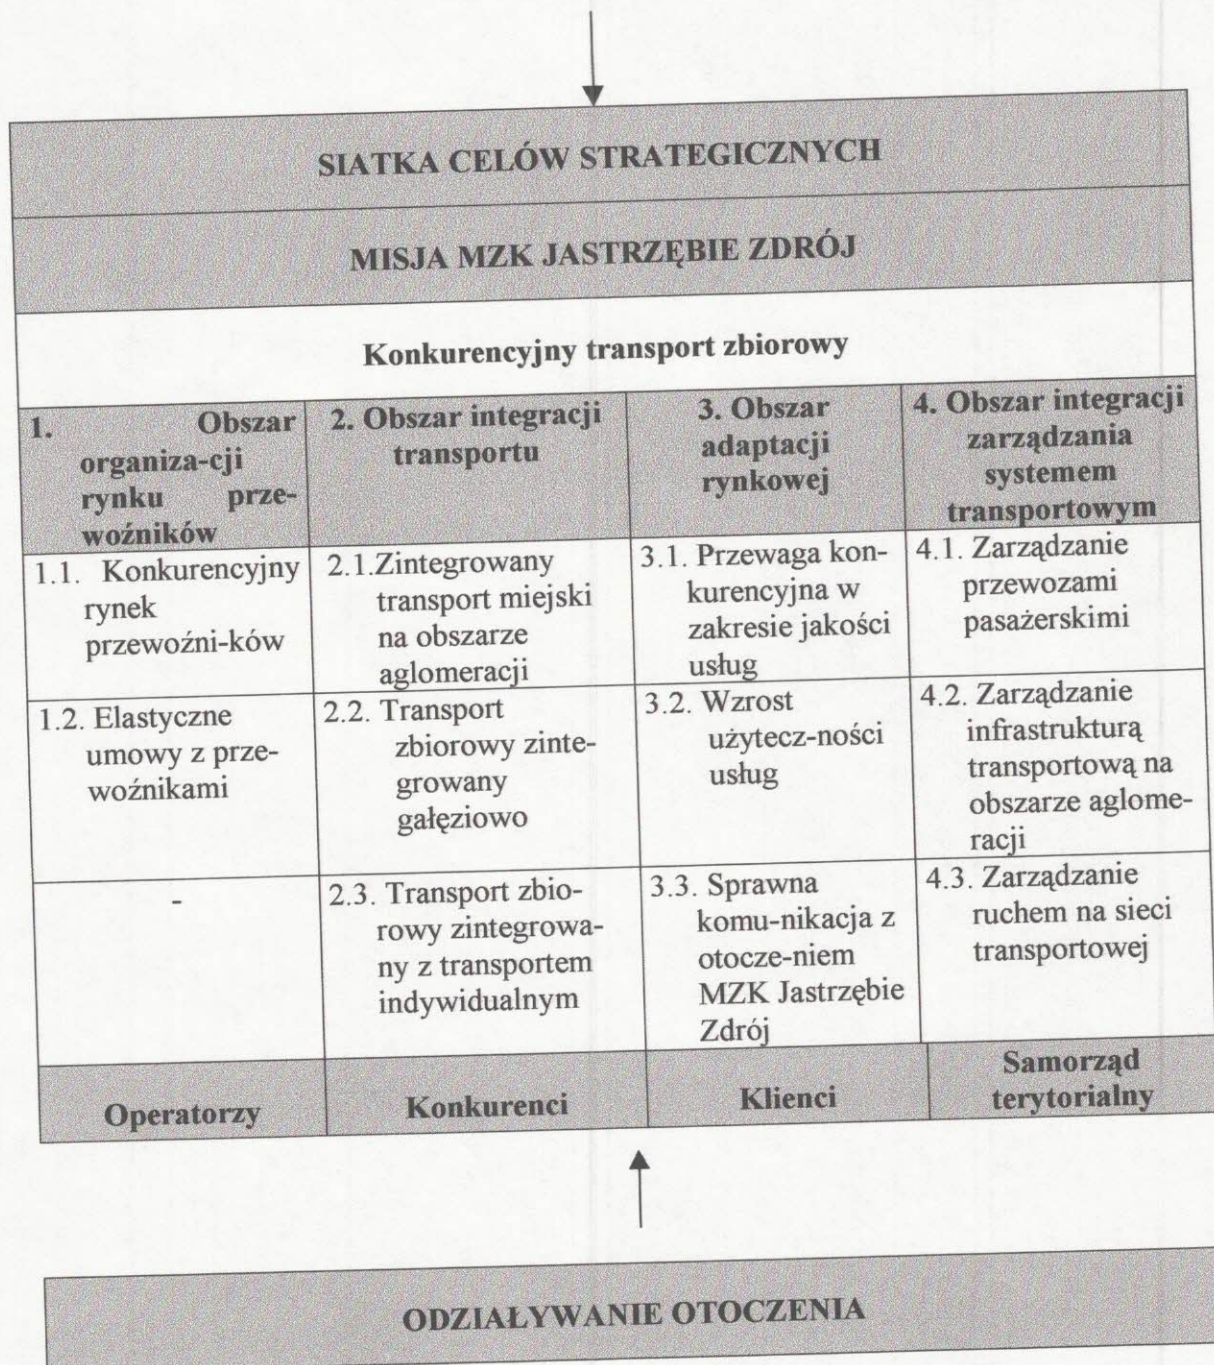 SIATKA CELÓW STRATEGICZNYCH
MISJA MZK JASTRZĘBIE ZDRÓJ
Konkurencyjny transport zbiorowy
1. Obszar
organiza-cji
rynku prze-
woźników
2. Obszar integracji
transportu
3. Obszar
adaptacji
rynkowej
4. Obszar integracji
zarządzania
systemem
transportowym
1.1. Konkurencyjny
rynek
przewoźni-ków
2.1.Zintegrowany
transport miejski
na obszarze
aglomeracji
3.1. Przewaga kon-
kurencyjna w
zakresie jakości
usług
4.1. Zarządzanie
przewozami
pasażerskimi
1.2. Elastyczne
umowy z prze-
woźnikami
2.2. Transport
zbiorowy zinte-
growany
gałęziowo
3.2. Wzrost
użytecz-ności
usług
4.2. Zarządzanie
infrastrukturą
transportową na
obszarze aglome-
racji
-
2.3. Transport zbio-
rowy zintegrowa-
ny z transportem
indywidualnym
3.3. Sprawna
komu-nikacja z
otocze-niem
MZK Jastrzębie
Zdrój
4.3. Zarządzanie
ruchem na sieci
transportowej
Operatorzy
Konkurenci
Klienci
Samorząd
terytorialny
ODZIAŁYWANIE OTOCZENIA